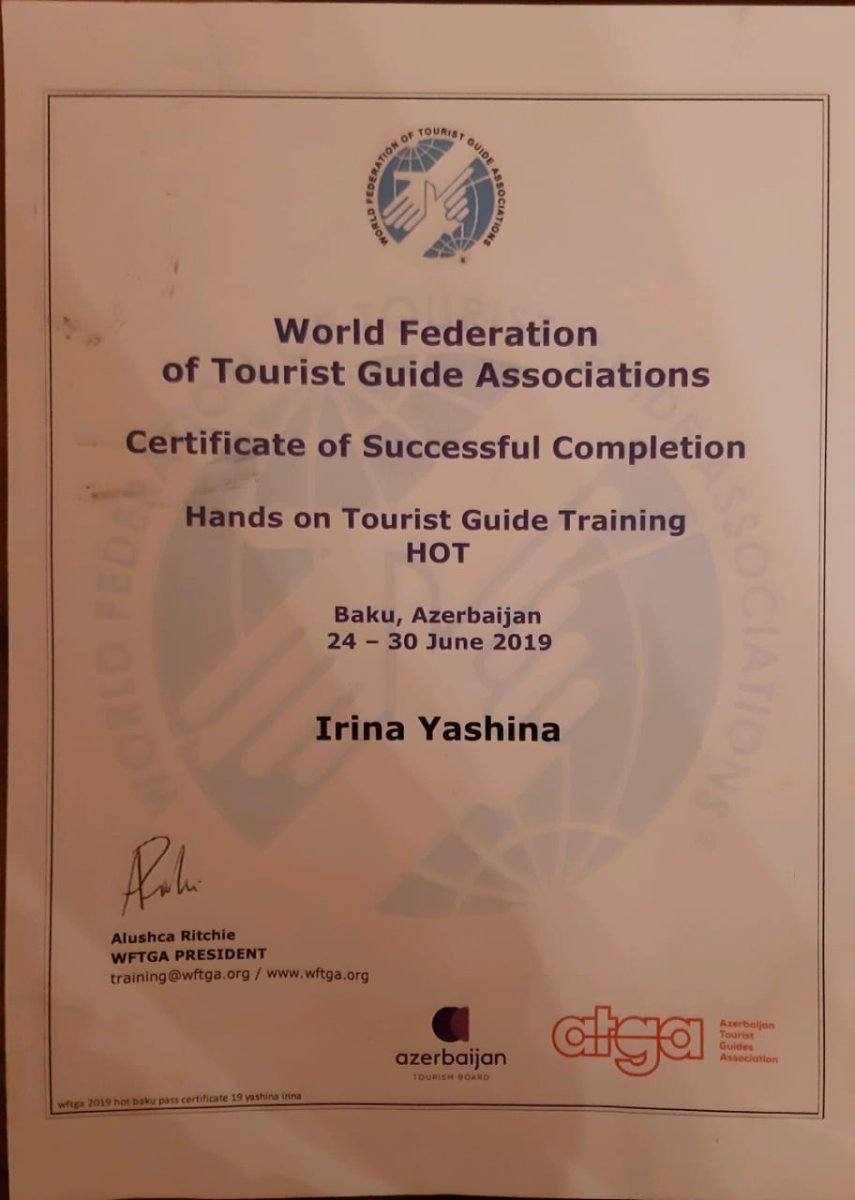 WORLD FEDERATION OF TOURIST GUIDE ASSOCIATIONS
World Federation
of Tourist Guide Associations
Certificate of Successful Completion
Hands on Tourist Guide Training
HOT
Baku, Azerbaijan
24 – 30 June 2019
Irina Yashina
Alushca Ritchie
WFTGA PRESIDENT
training@wftga.org / www.wftga.org
azerbaijan
TOURISM BOARD
atga
Azerbaijan
Tourist
Guides
Association
wftga 2019 hot baku pass certificate 19 yashina irina